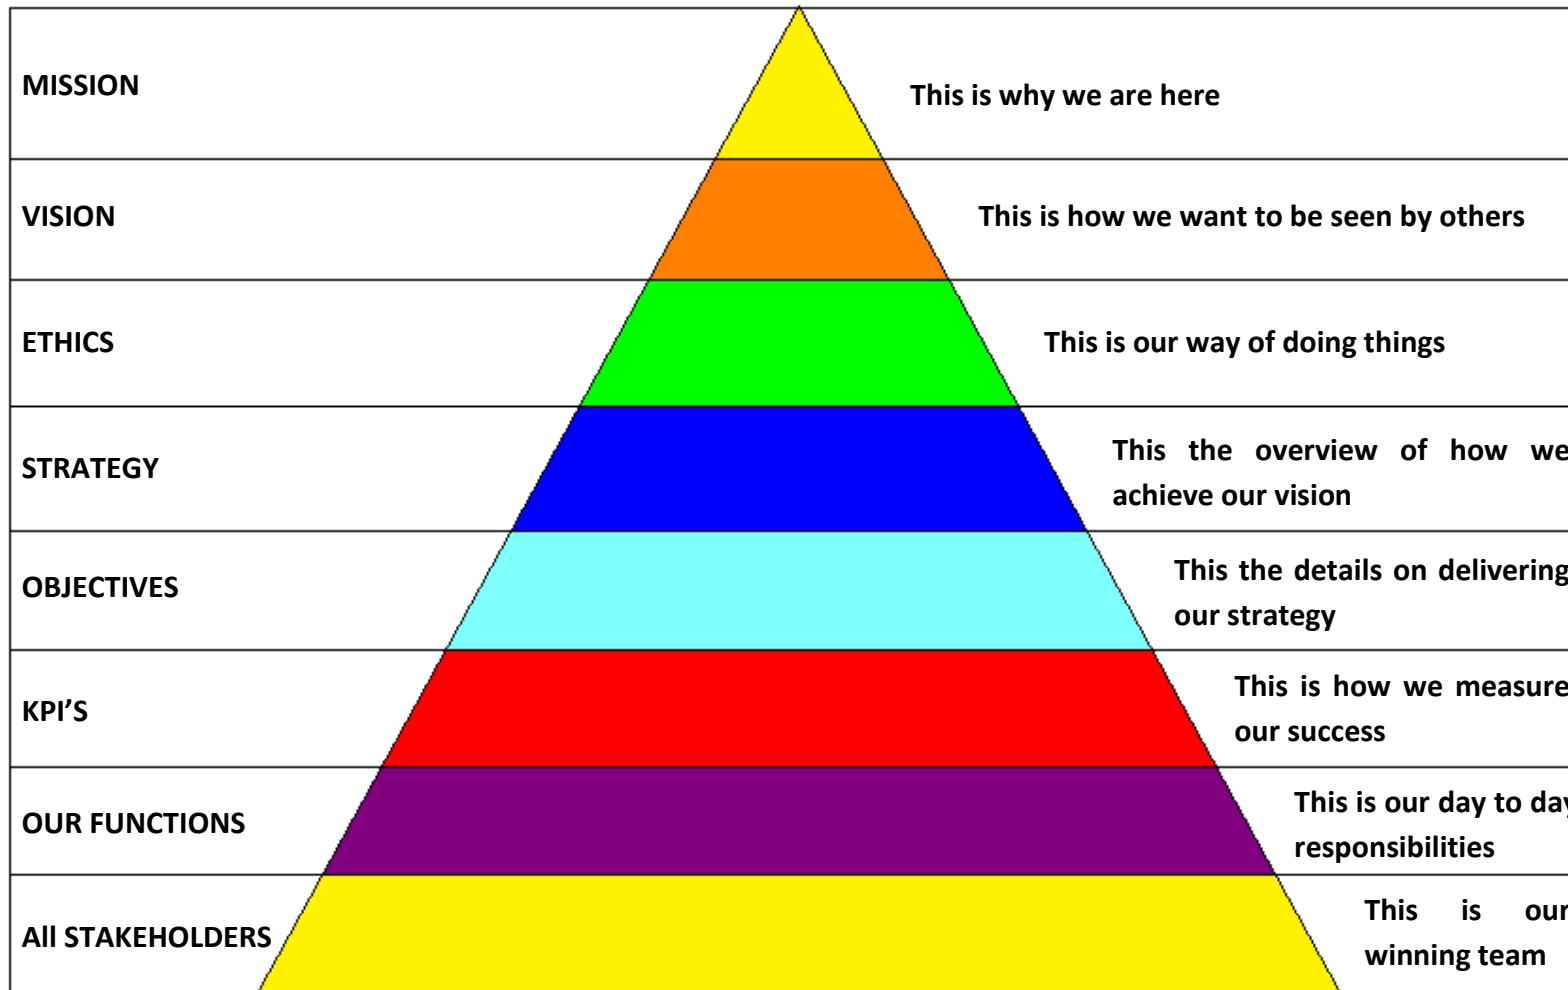 MISSION
This is why we are here
VISION
This is how we want to be seen by others
ETHICS
This is our way of doing things
STRATEGY
This the overview of how we
achieve our vision
OBJECTIVES
This the details on delivering
our strategy
KPI’S
This is how we measure
our success
OUR FUNCTIONS
This is our day to day
responsibilities
All STAKEHOLDERS
This is our
winning team